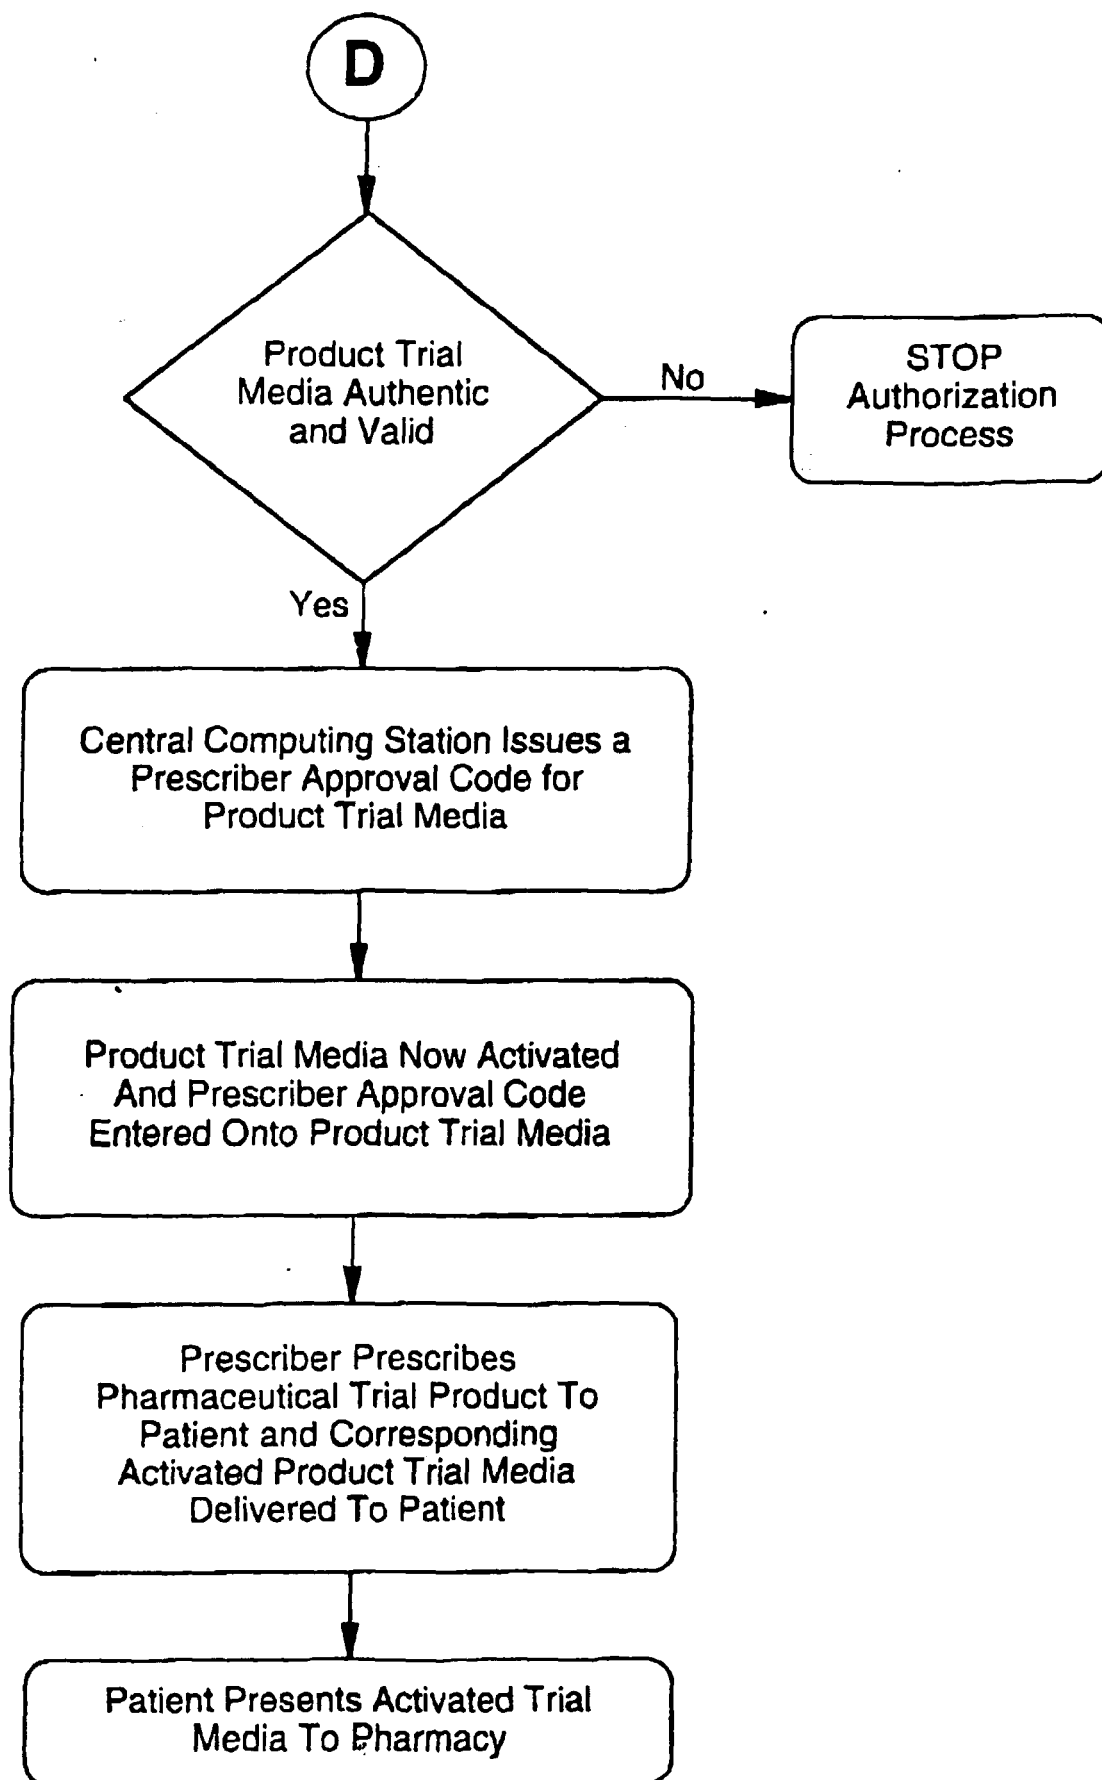 D
Product Trial
Media Authentic
and Valid
No
STOP
Authorization
Process
Yes
Central Computing Station Issues a
Prescriber Approval Code for
Product Trial Media
Product Trial Media Now Activated
And Prescriber Approval Code
Entered Onto Product Trial Media
Prescriber Prescribes
Pharmaceutical Trial Product To
Patient and Corresponding
Activated Product Trial Media
Delivered To Patient
Patient Presents Activated Trial
Media To Pharmacy